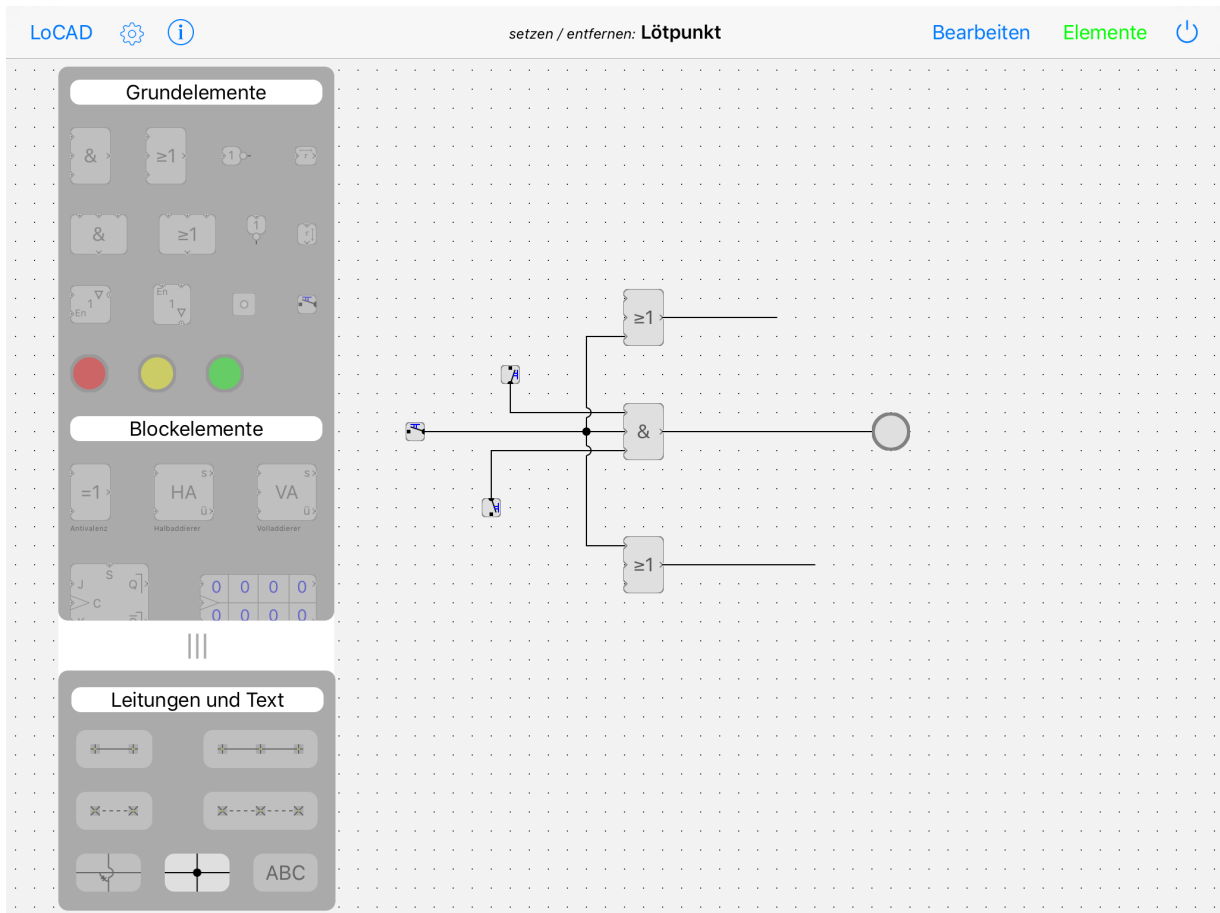 LoCAD
setzen / entfernen: Lötpunkt
Bearbeiten Elemente
Grundelemente
& ≥1 1 r
& ≥1 1 r
1 En En 1
Blockelemente
=1 HA S Ü VA S Ü
Antivalenz Halbaddierer Volladdierer
J S Q
C
0 0 0 0
0 0 0 0
≥1
&
≥1
Leitungen und Text
ABC